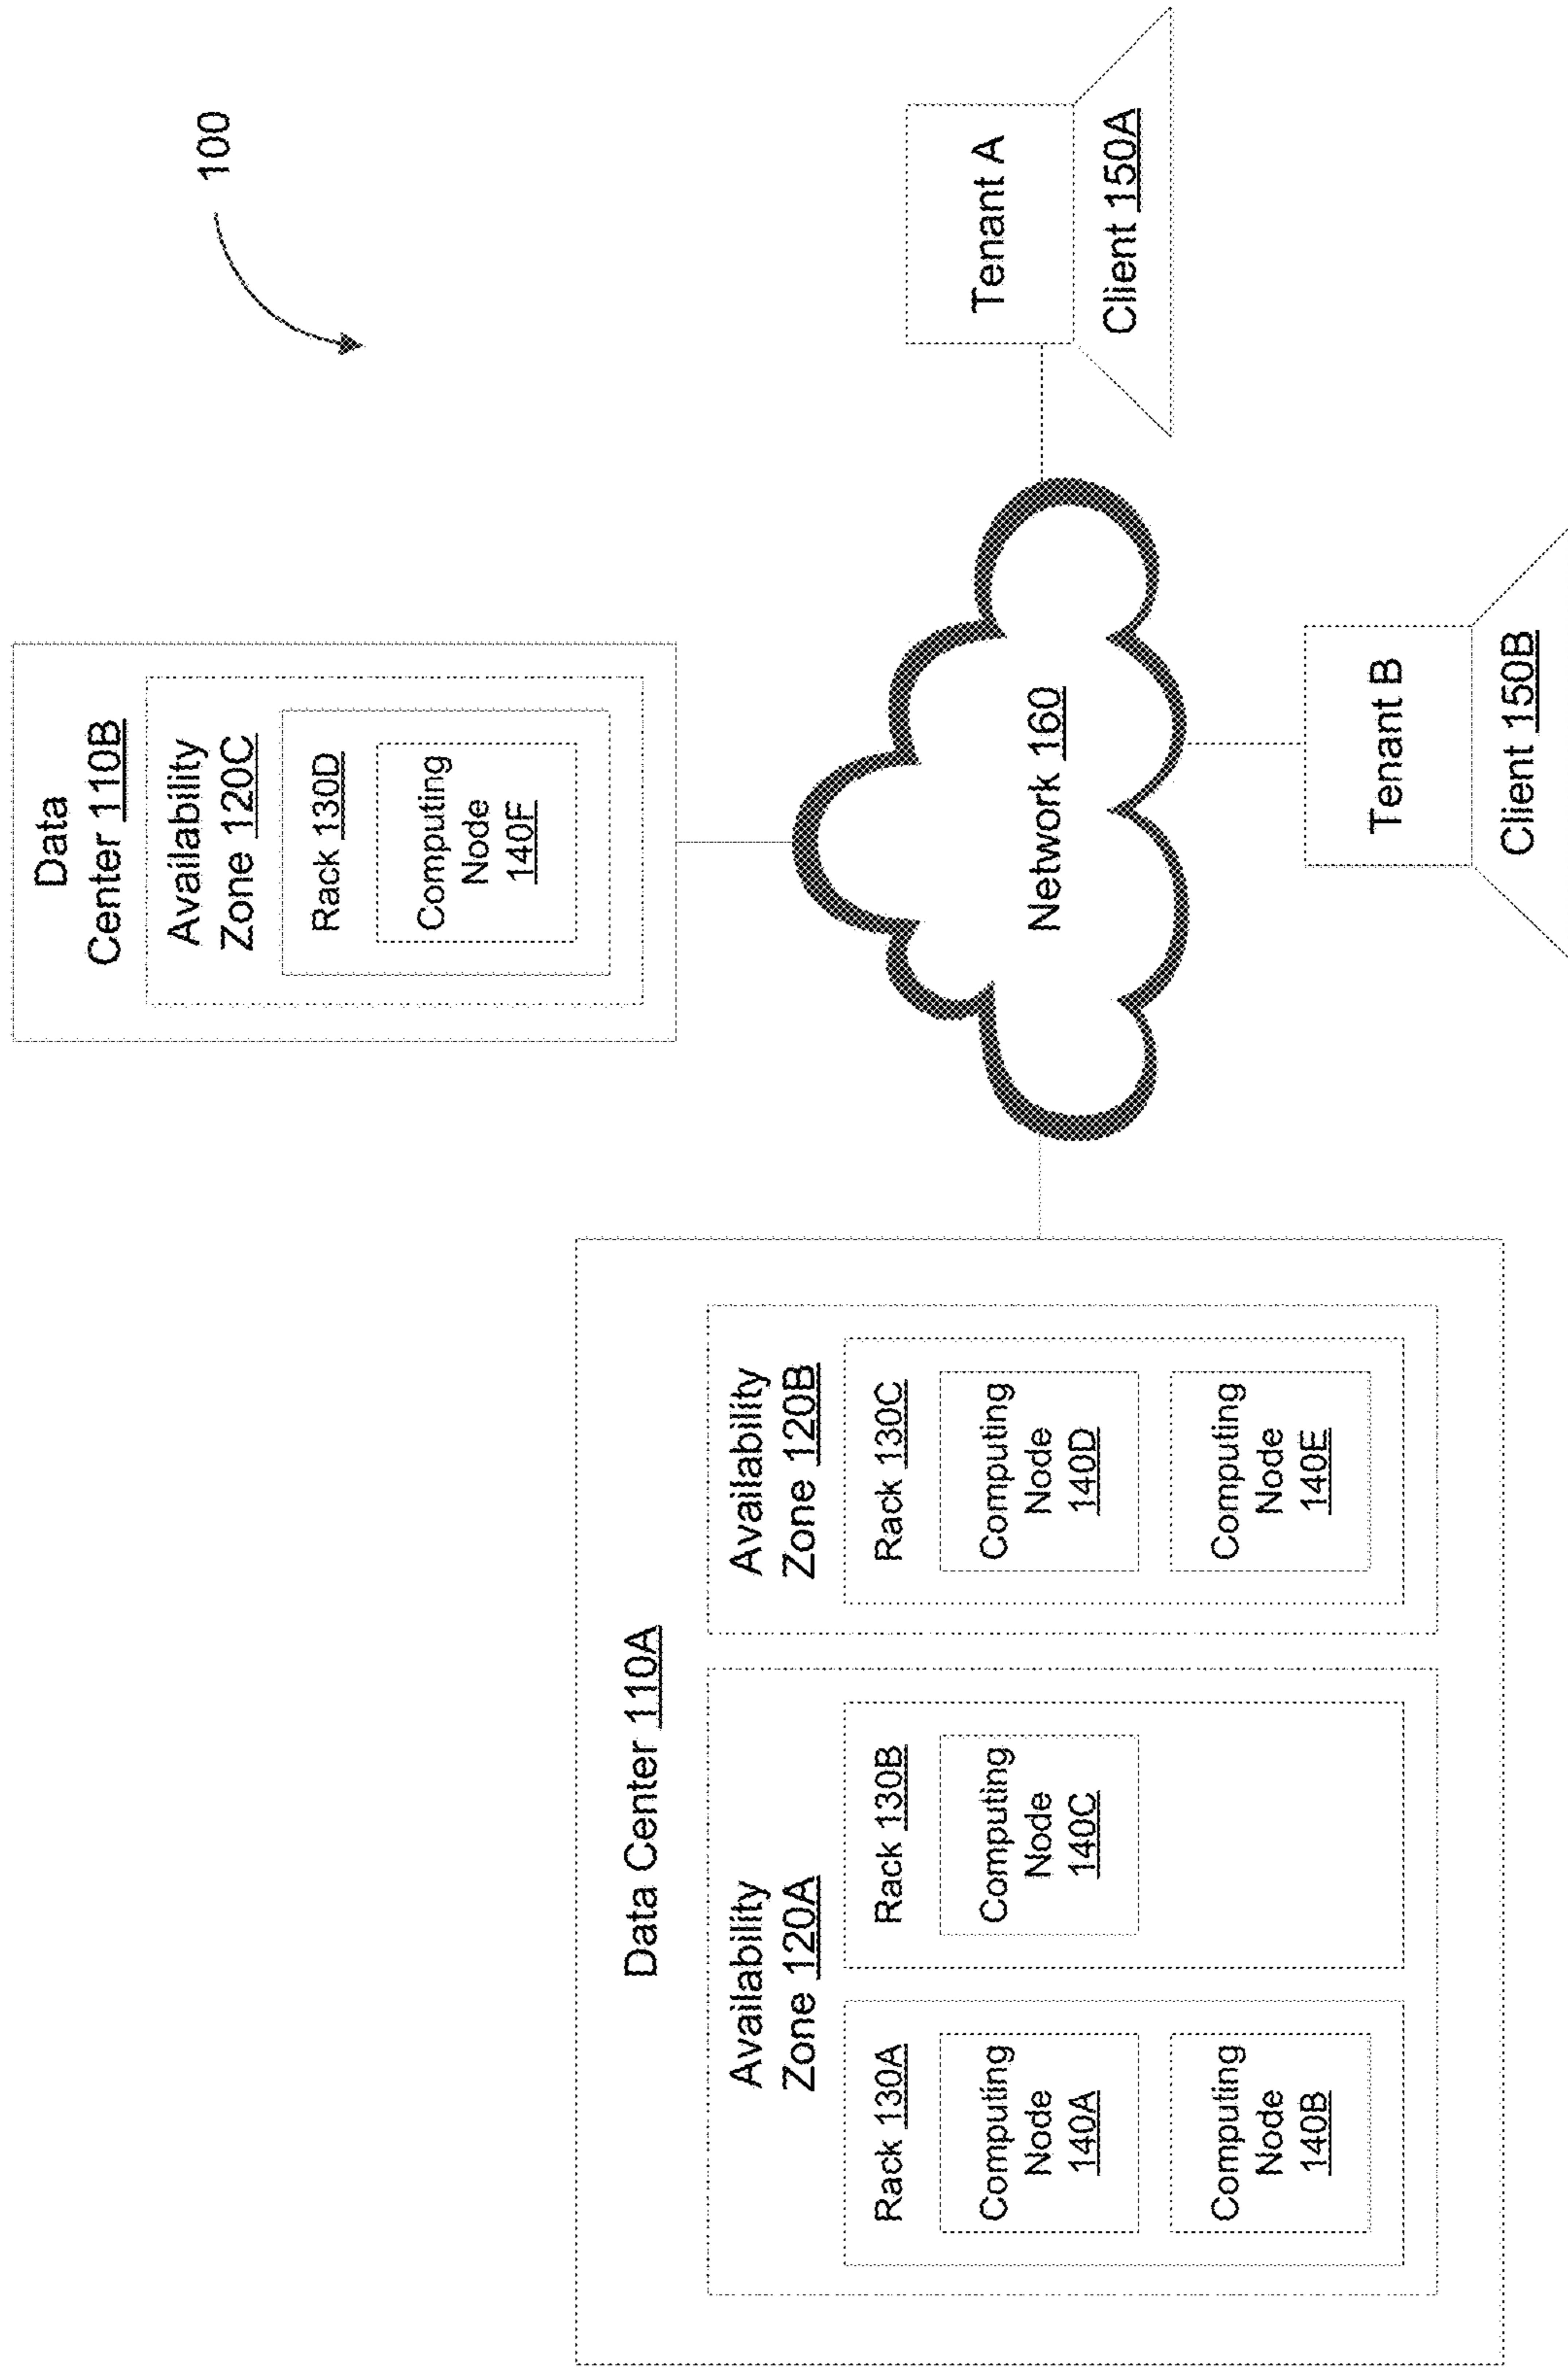 100
Data
Center 110B
Availability
Zone 120C
Rack 130D
Computing
Node
140F
Data Center 110A
Availability
Zone 120A
Rack 130A
Computing
Node
140A
Computing
Node
140B
Rack 130B
Computing
Node
140C
Availability
Zone 120B
Rack 130C
Computing
Node
140D
Computing
Node
140E
Network 160
Tenant A
Client 150A
Tenant B
Client 150B